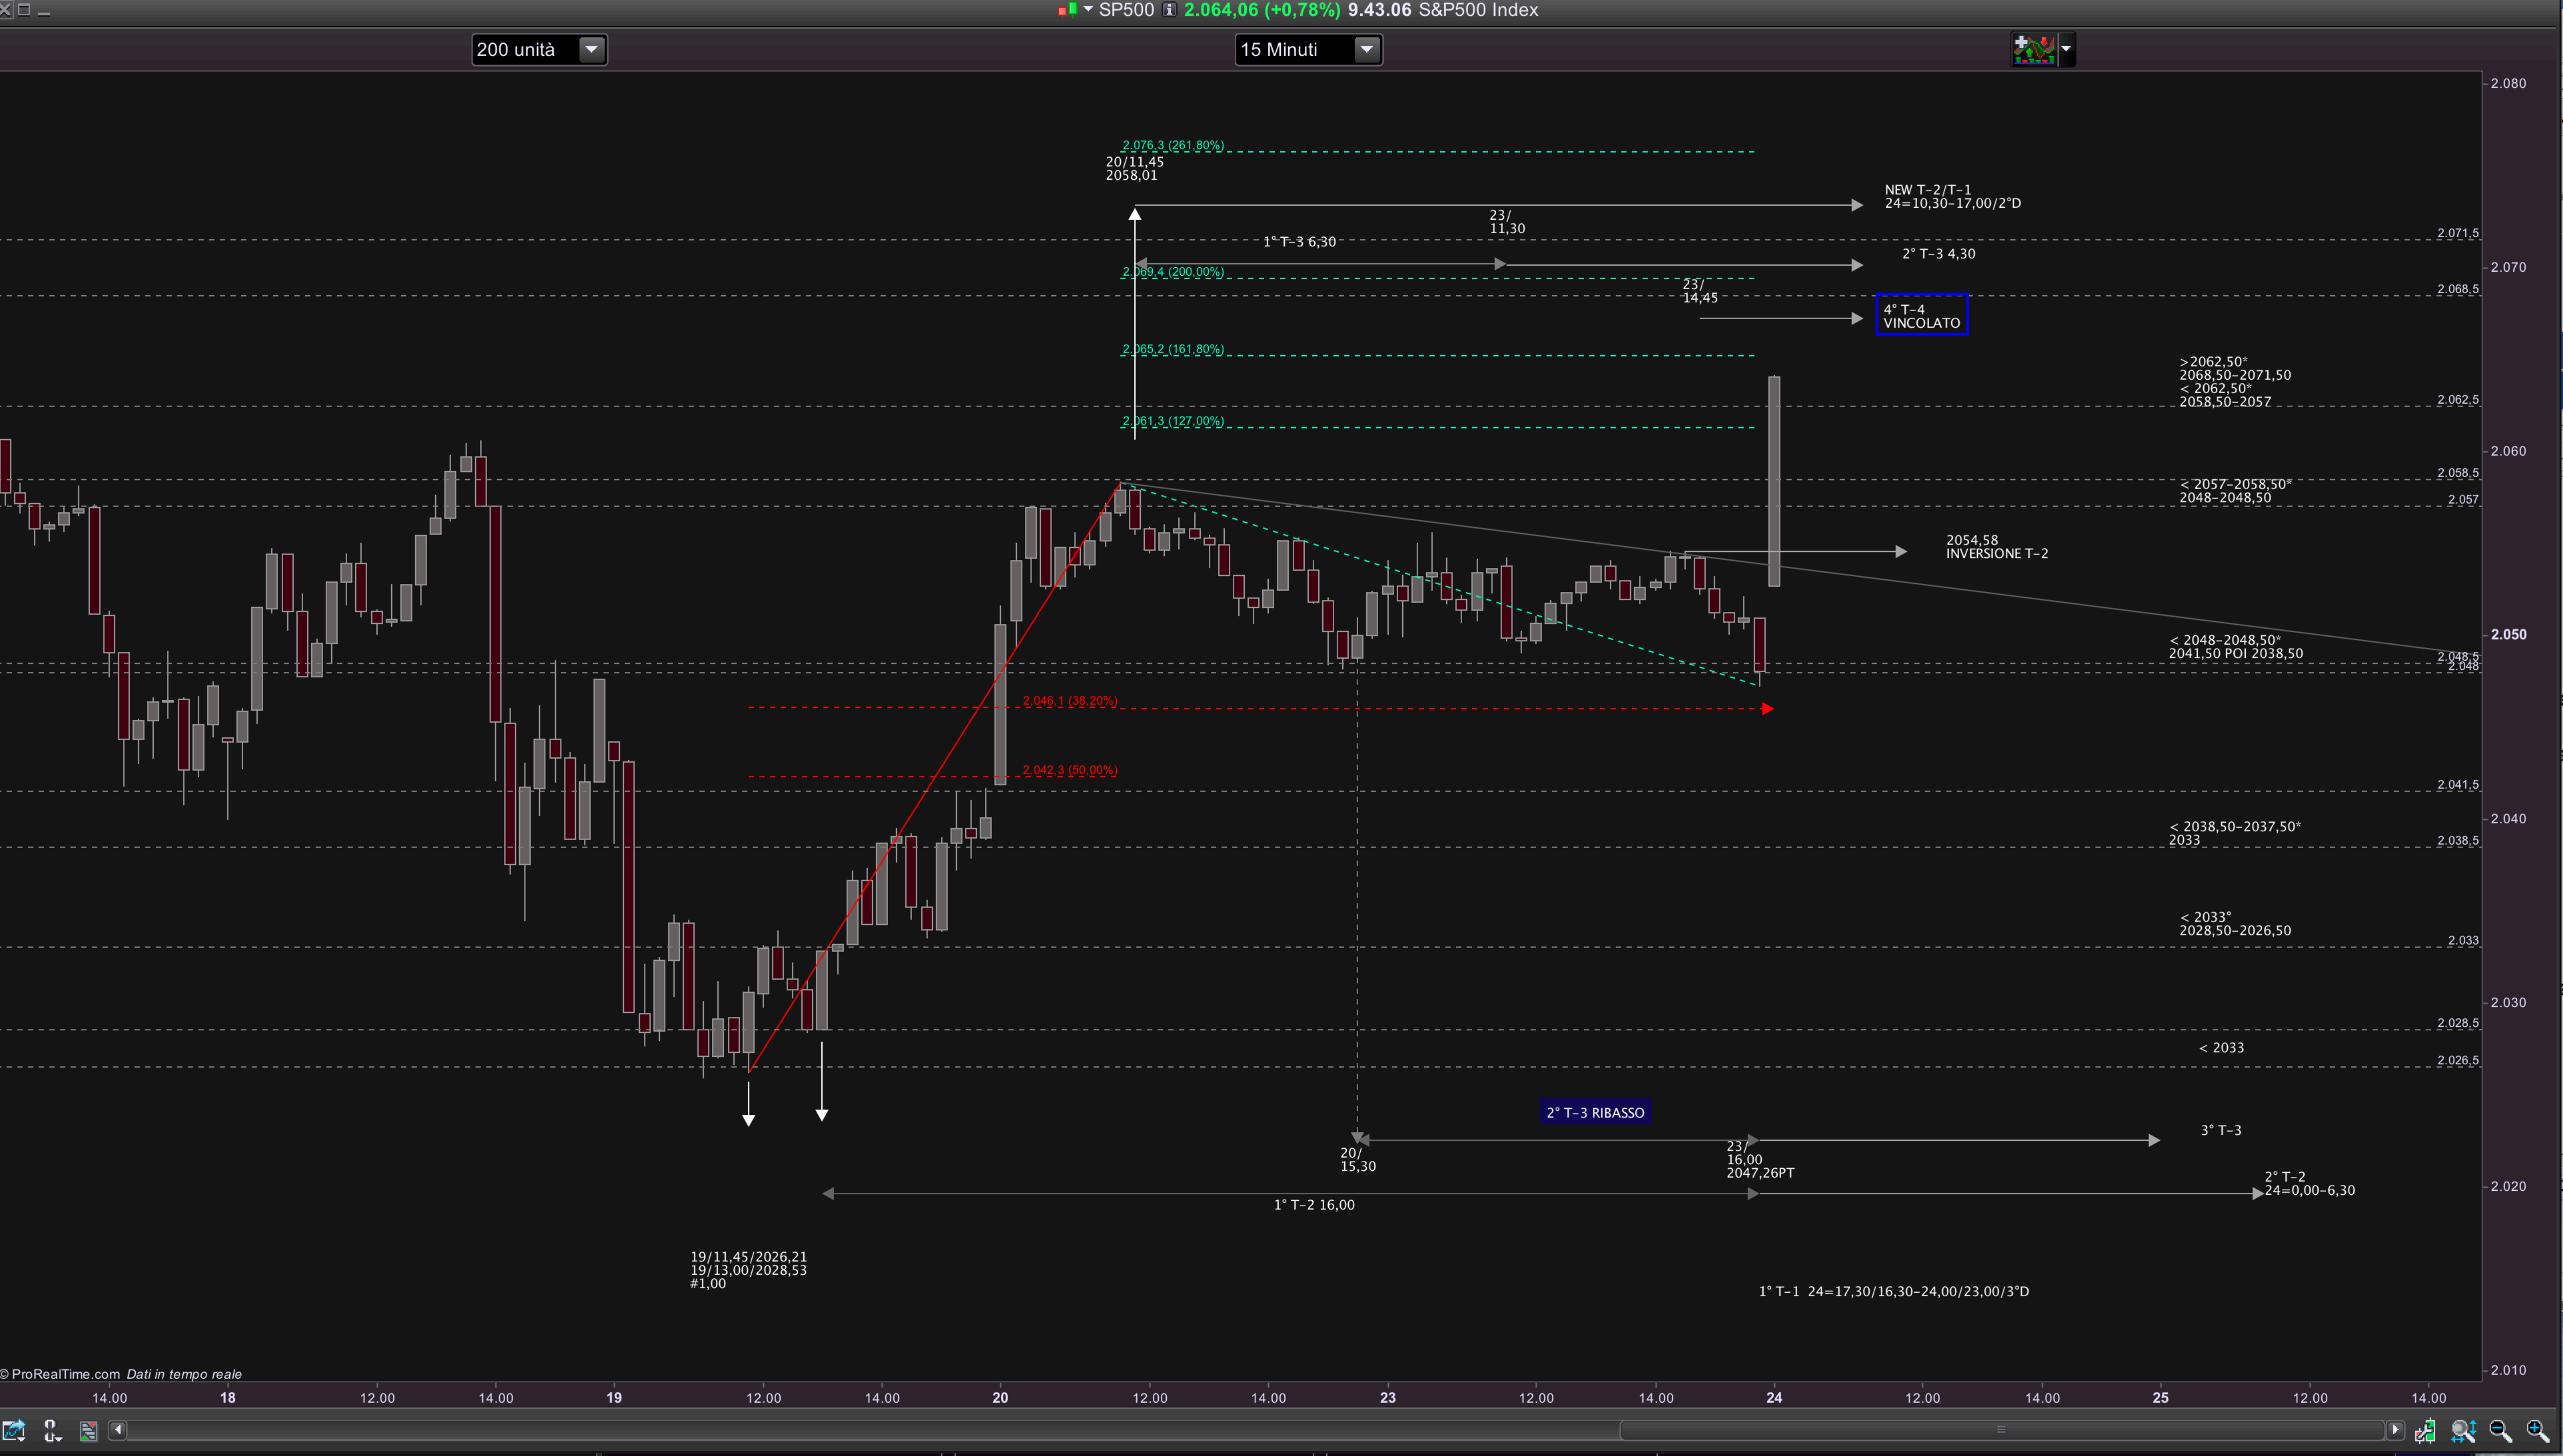 SP500 2.064,06 (+0,78%) 9.43.06 S&P500 Index
200 unità
15 Minuti
2.080
2.076,3 (261,80%)
20/11,45
2058,01
NEW T-2/T-1
24=10,30-17,00/2°D
23/
11,30
1° T-3 6,30
2.071,5
2° T-3 4,30
2.069,4 (200,00%)
2.070
23/
14,45
2.068,5
4° T-4
VINCOLATO
2.065,2 (161,80%)
>2062,50*
2068,50-2071,50
< 2062,50*
2058,50-2057
2.062,5
2.061,3 (127,00%)
2.060
2.058,5
< 2057-2058,50*
2048-2048,50
2.057
2054,58
INVERSIONE T-2
2.050
< 2048-2048,50*
2041,50 POI 2038,50
2.048,5
2.048
2.046,1 (38,20%)
2.042,3 (50,00%)
2.041,5
2.040
< 2038,50-2037,50*
2033
2.038,5
< 2033°
2028,50-2026,50
2.033
2.030
2.028,5
< 2033
2.026,5
2° T-3 RIBASSO
3° T-3
20/
15,30
23/
16,00
2047,26PT
2° T-2
24=0,00-6,30
2.020
1° T-2 16,00
19/11,45/2026,21
19/13,00/2028,53
#1,00
1° T-1 24=17,30/16,30-24,00/23,00/3°D
2.010
© ProRealTime.com Dati in tempo reale
14.00 18 12.00 14.00 19 12.00 14.00 20 12.00 14.00 23 12.00 14.00 24 12.00 14.00 25 12.00 14.00